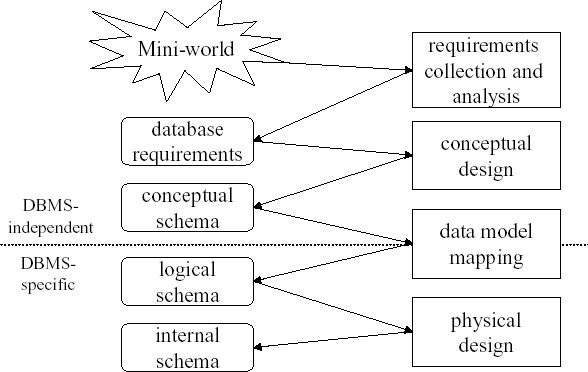 Mini-world
requirements
collection and
analysis
database
requirements
conceptual
design
conceptual
schema
DBMS-
independent
data model
mapping
DBMS-
specific
logical
schema
physical
design
internal
schema